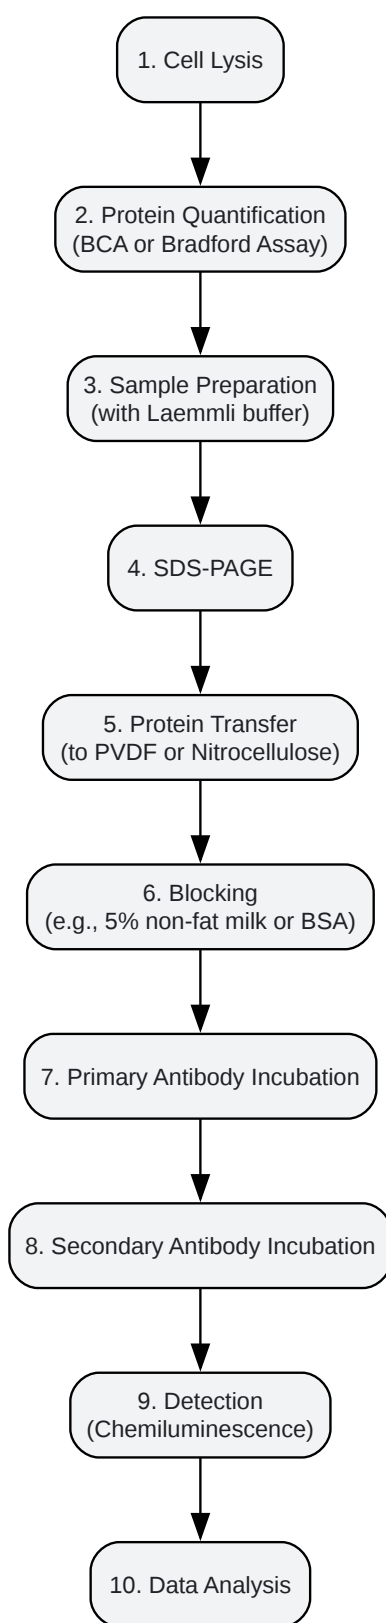 1. Cell Lysis
2. Protein Quantification
(BCA or Bradford Assay)
3. Sample Preparation
(with Laemmli buffer)
4. SDS-PAGE
5. Protein Transfer
(to PVDF or Nitrocellulose)
6. Blocking
(e.g., 5% non-fat milk or BSA)
7. Primary Antibody Incubation
8. Secondary Antibody Incubation
9. Detection
(Chemiluminescence)
10. Data Analysis